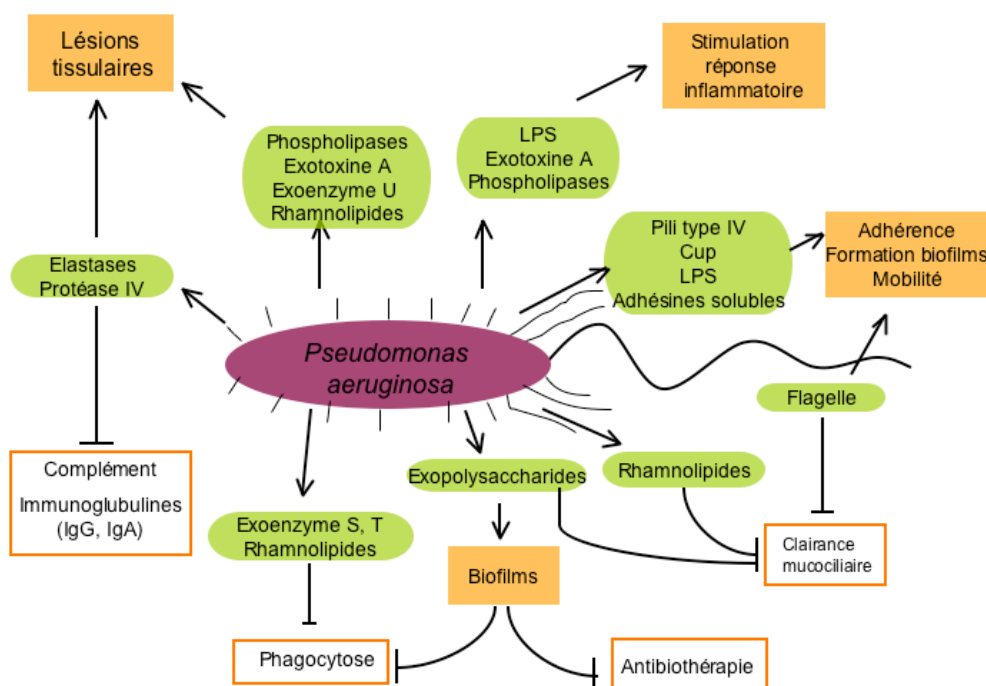 Lésions
tissulaires
Stimulation
réponse
inflammatoire
Phospholipases
Exotoxine A
Exoenzyme U
Rhamnolipides
LPS
Exotoxine A
Phospholipases
Pili type IV
Cup
LPS
Adhésines solubles
Adhérence
Formation biofilms
Mobilité
Elastases
Protéase IV
Pseudomonas
aeruginosa
Flagelle
Complément
Immunoglubulines
(IgG, IgA)
Exopolysaccharides
Rhamnolipides
Exoenzyme S, T
Rhamnolipides
Biofilms
Clairance
mucociliaire
Phagocytose
Antibiothérapie